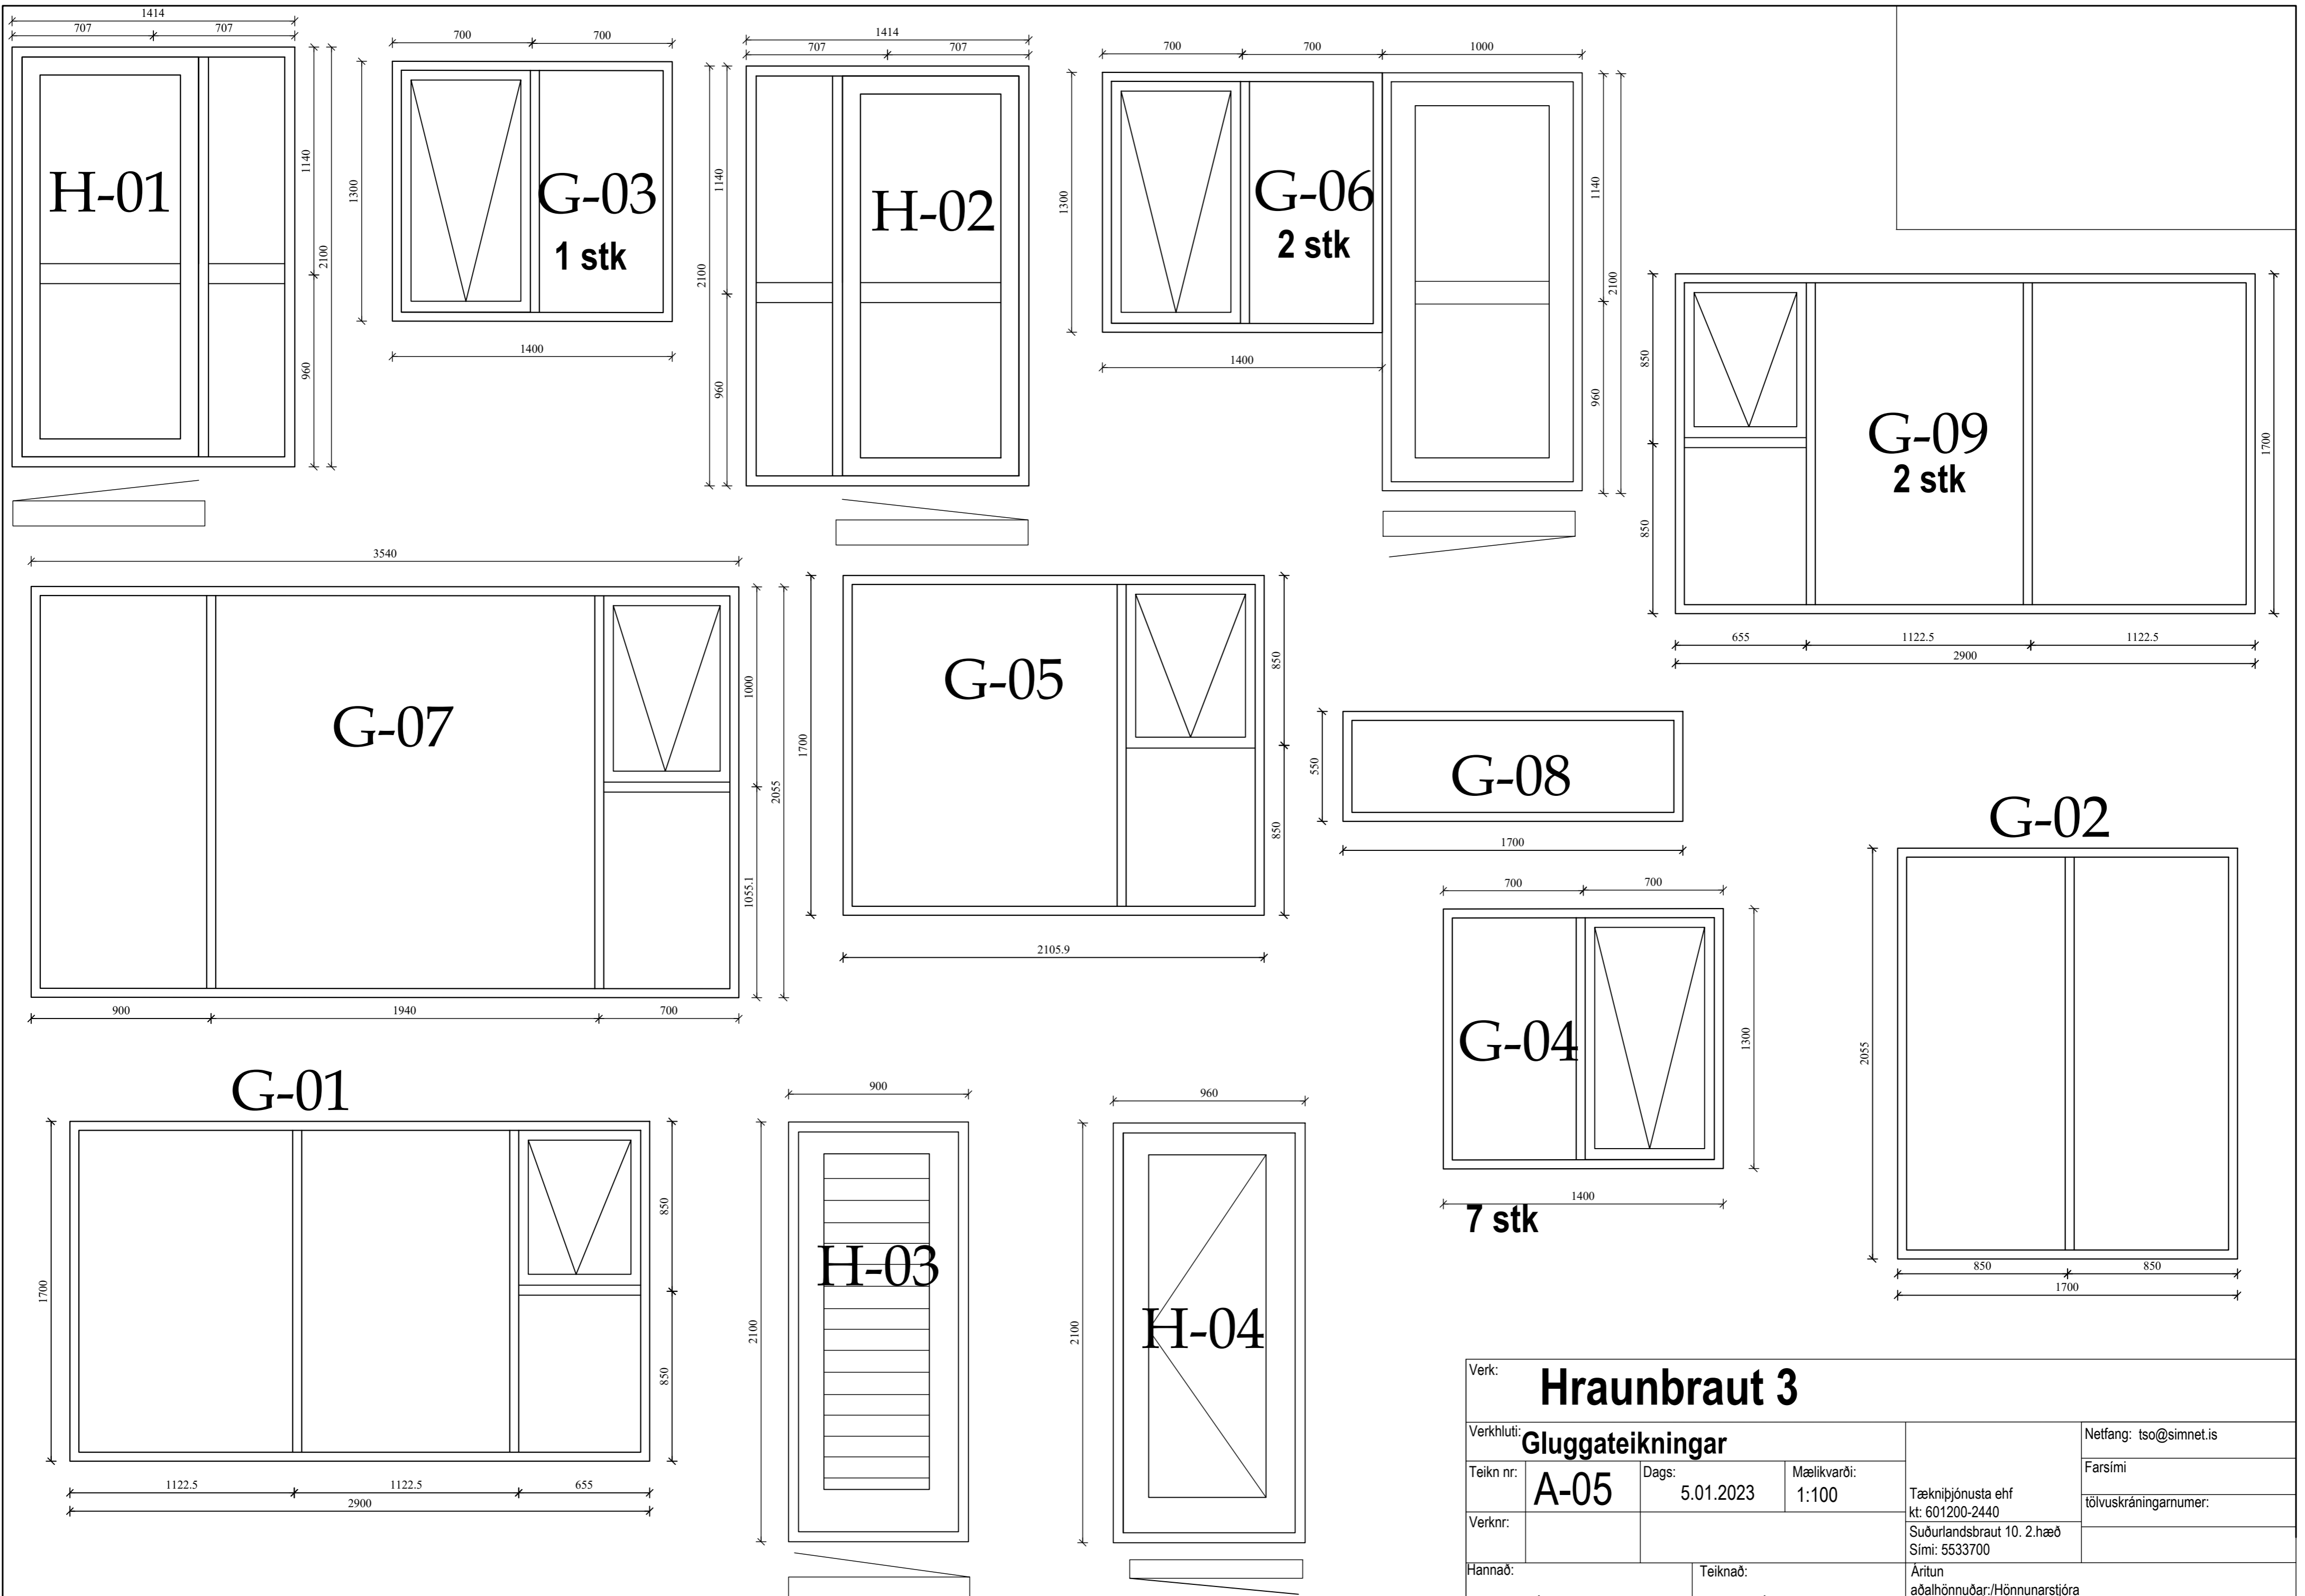 1414
707 707
H-01
1140
2100
960
700 700
1300
G-03
1 stk
1400
1414
707 707
1140
2100
960
H-02
700 700 1000
1300
G-06
2 stk
1400
1140
2100
960
850
850
G-09
2 stk
1700
655 1122.5 1122.5
2900
3540
G-07
1000
2055
1055.1
900 1940 700
1700
G-05
850
850
2105.9
550
G-08
1700
700 700
G-04
1300
1400
7 stk
G-02
2055
850 850
1700
G-01
1700
850
850
1122.5 1122.5 655
2900
900
2100
H-03
960
2100
H-04
Verk: Hraunbraut 3
Verkhluti: Gluggateikningar
Teikn nr: A-05
Dags: 5.01.2023
Mælikvarði: 1:100
Verknr:
Hannað:
Teiknað:
Tækniþjónusta ehf
kt: 601200-2440
Suðurlandsbraut 10. 2.hæð
Sími: 5533700
Áritun
aðalhönnuðar:/Hönnunarstjóra
Netfang: tso@simnet.is
Farsími
tölvuskráningarnumer: